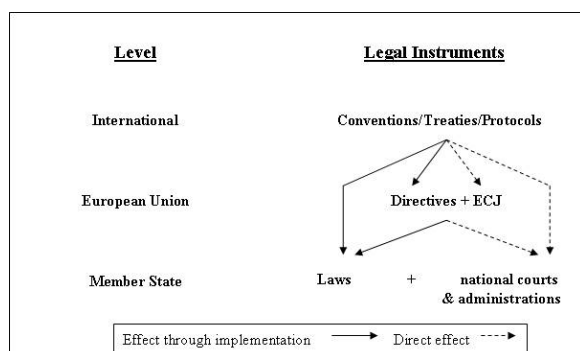 Level Legal Instruments
International Conventions/Treaties/Protocols
European Union Directives + ECJ
Member State Laws + national courts
& administrations
Effect through implementation Direct effect